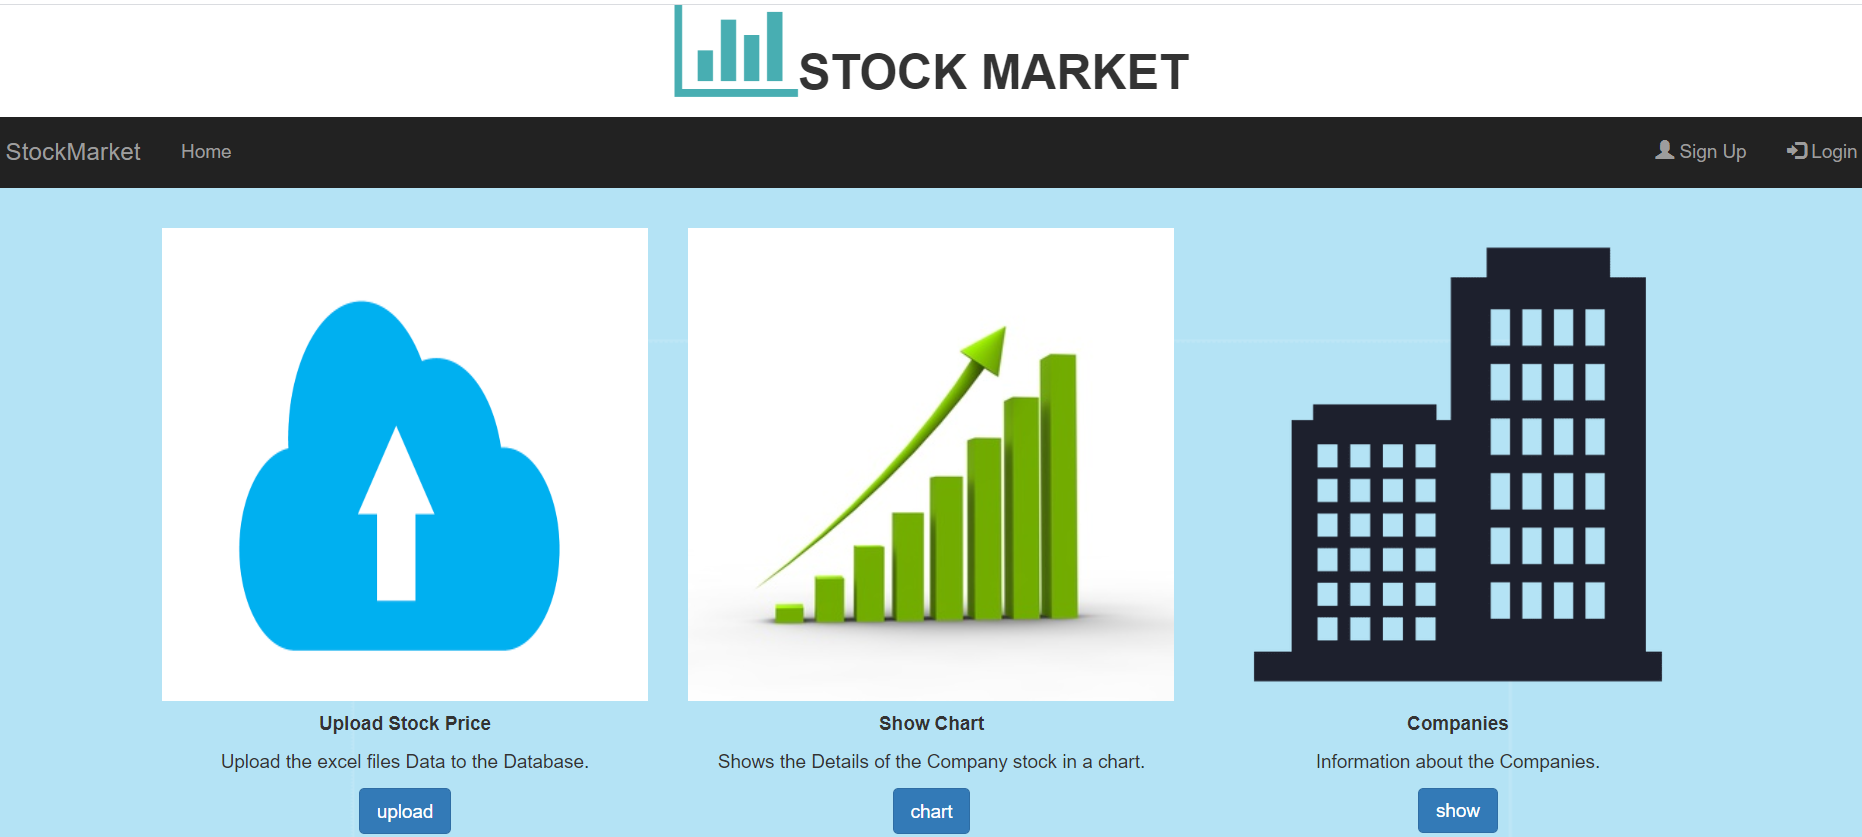 STOCK MARKET
StockMarket Home Sign Up Login
Upload Stock Price
Upload the excel files Data to the Database.
upload
Show Chart
Shows the Details of the Company stock in a chart.
chart
Companies
Information about the Companies.
show